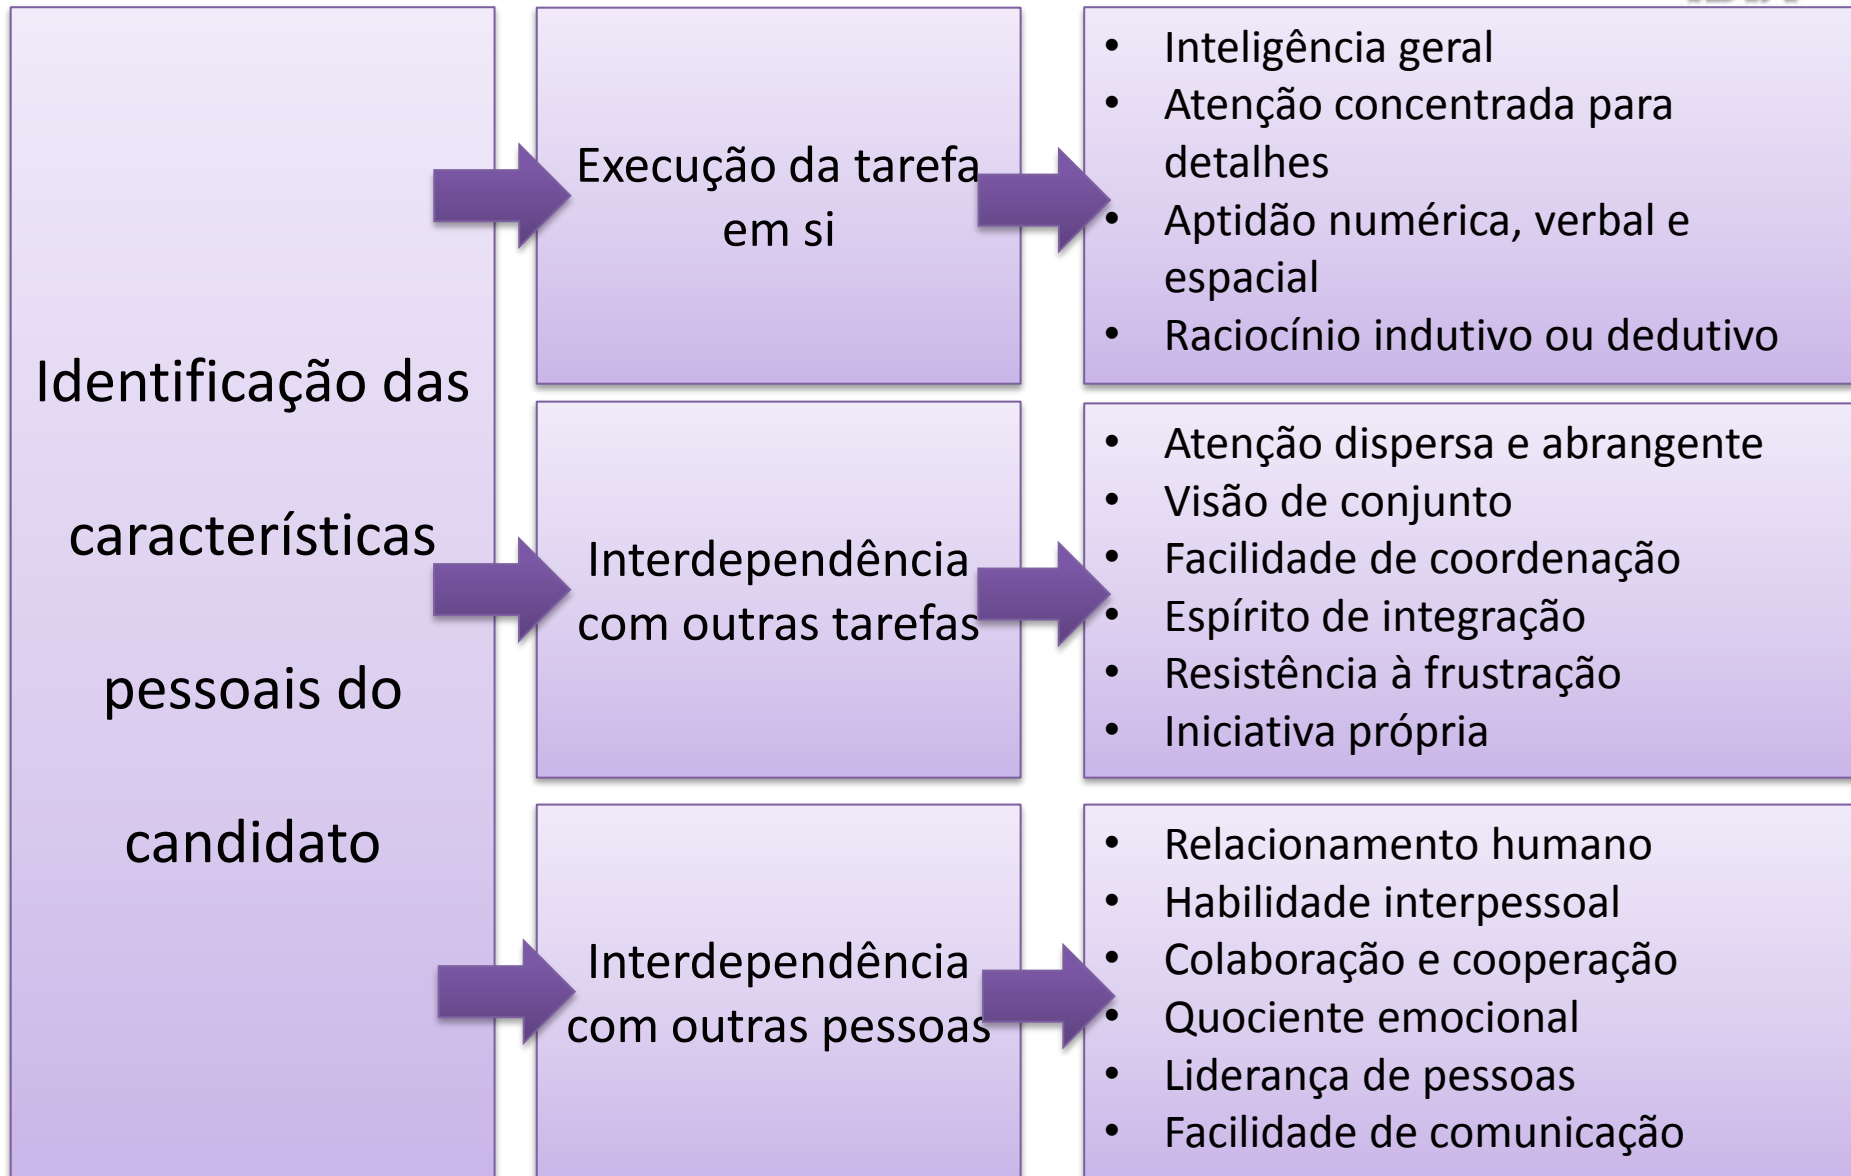 Identificação das
características
pessoais do
candidato
Execução da tarefa
em si
• Inteligência geral
• Atenção concentrada para
detalhes
• Aptidão numérica, verbal e
espacial
• Raciocínio indutivo ou dedutivo
Interdependência
com outras tarefas
• Atenção dispersa e abrangente
• Visão de conjunto
• Facilidade de coordenação
• Espírito de integração
• Resistência à frustração
• Iniciativa própria
Interdependência
com outras pessoas
• Relacionamento humano
• Habilidade interpessoal
• Colaboração e cooperação
• Quociente emocional
• Liderança de pessoas
• Facilidade de comunicação